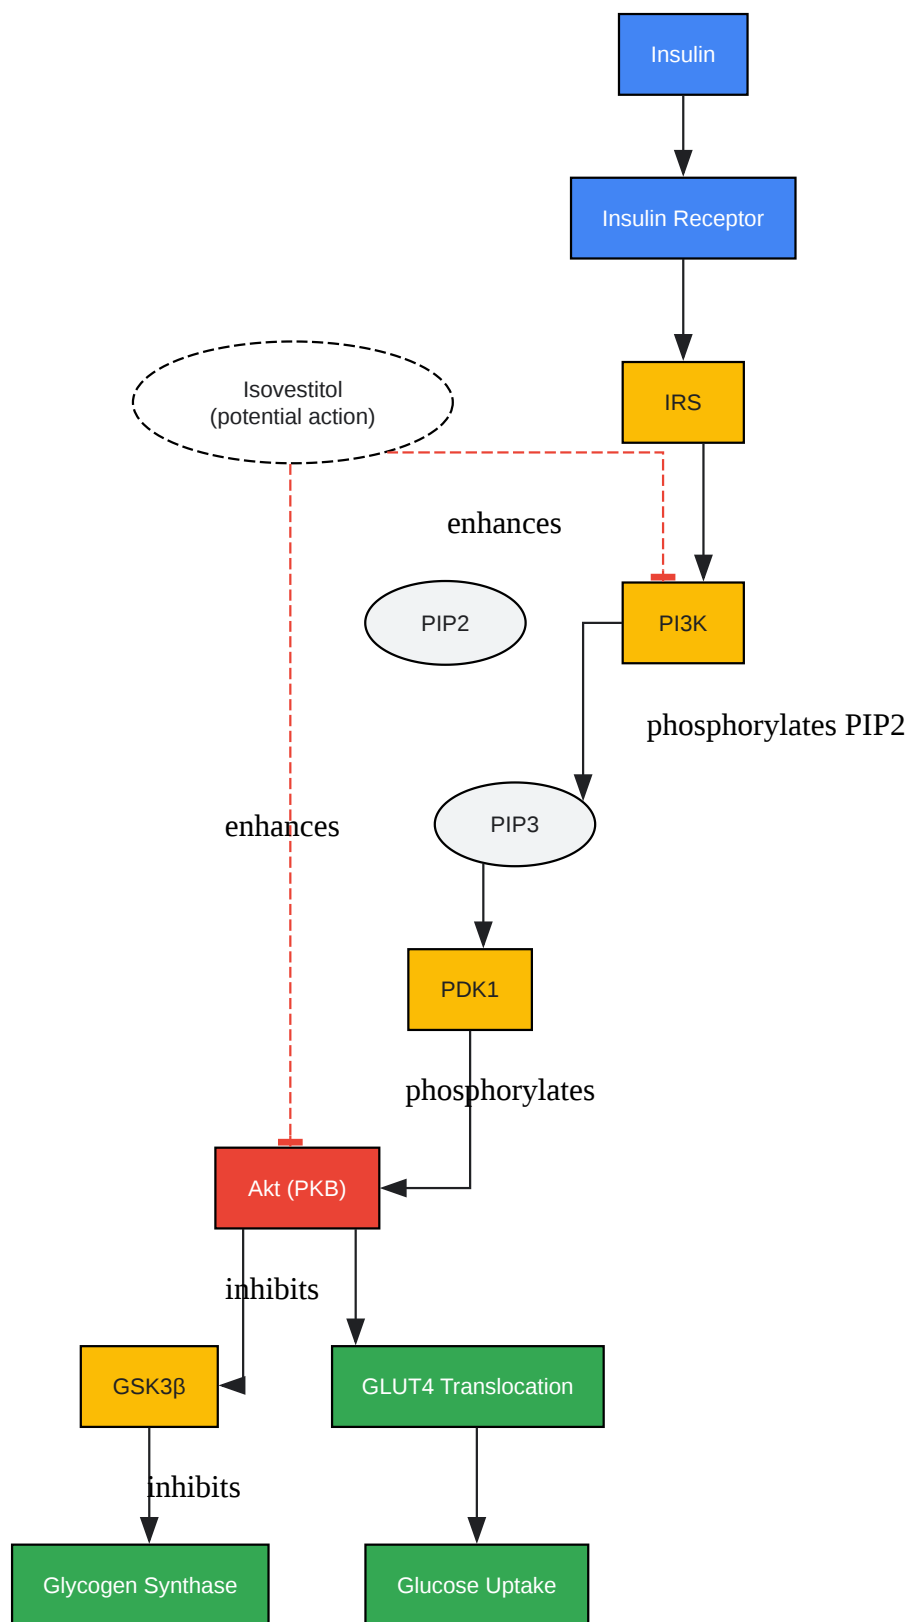 Insulin
Insulin Receptor
Isovestitol
(potential action)
IRS
enhances
PIP2
PI3K
phosphorylates PIP2
enhances
PIP3
PDK1
phosphorylates
Akt (PKB)
inhibits
GSK3β
GLUT4 Translocation
inhibits
Glycogen Synthase
Glucose Uptake